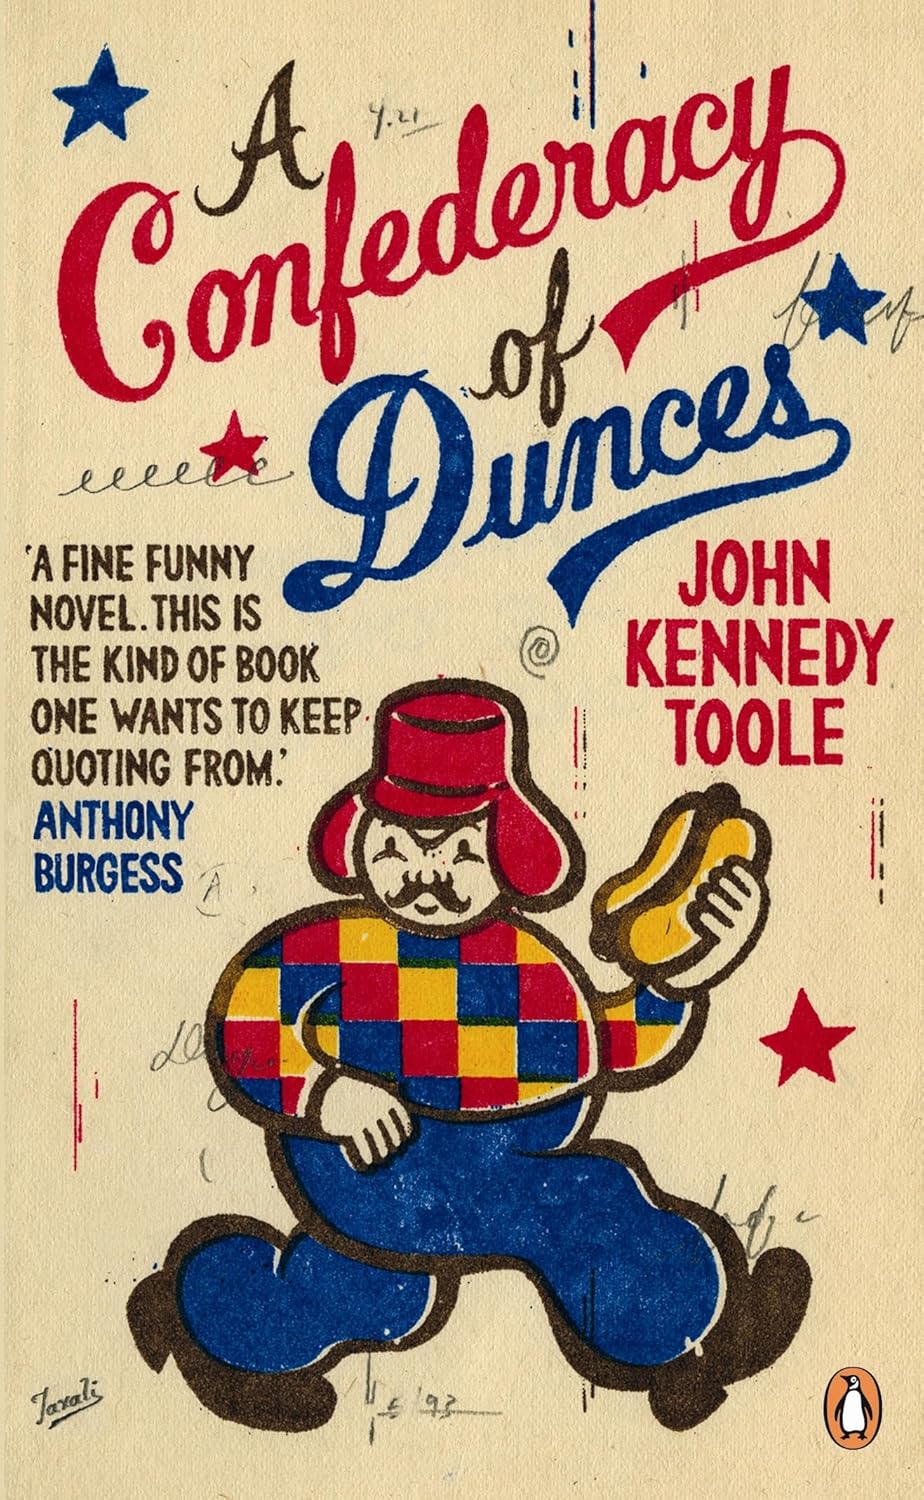 A
Confederacy
of
Dunces
'A FINE FUNNY
NOVEL. THIS IS
THE KIND OF BOOK
ONE WANTS TO KEEP
QUOTING FROM.'
ANTHONY
BURGESS
JOHN
KENNEDY
TOOLE
Taxali